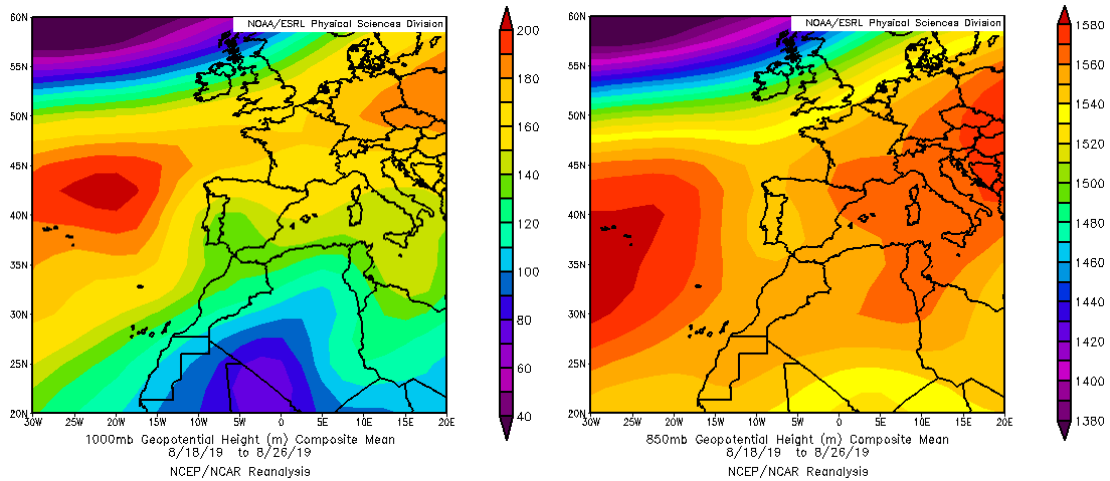 NOAA/ESRL Physical Sciences Division
60N
55N
50N
45N
40N
35N
30N
25N
20N
30W 25W 20W 15W 10W 5W 0 5E 10E 15E 20E
200
180
160
140
120
100
80
60
40
1000mb Geopotential Height (m) Composite Mean
8/18/19 to 8/26/19
NCEP/NCAR Reanalysis
NOAA/ESRL Physical Sciences Division
60N
55N
50N
45N
40N
35N
30N
25N
20N
30W 25W 20W 15W 10W 5W 0 5E 10E 15E 20E
1580
1560
1540
1520
1500
1480
1460
1440
1420
1400
1380
850mb Geopotential Height (m) Composite Mean
8/18/19 to 8/26/19
NCEP/NCAR Reanalysis